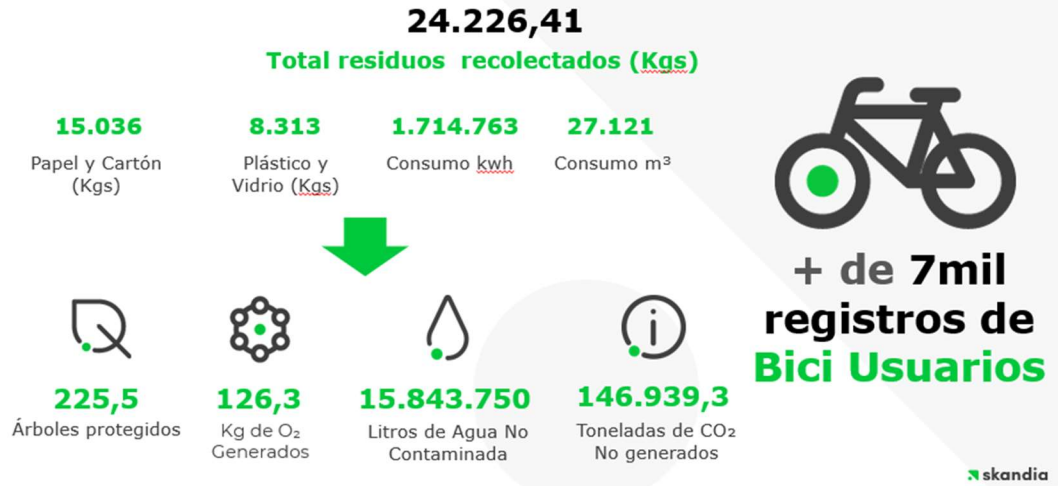 24.226,41
Total residuos recolectados (Kgs)
15.036
Papel y Cartón
(Kgs)
8.313
Plástico y
Vidrio (Kgs)
1.714.763
Consumo kwh
27.121
Consumo m³
225,5
Árboles protegidos
126,3
Kg de O₂
Generados
15.843.750
Litros de Agua No
Contaminada
146.939,3
Toneladas de CO₂
No generados
+ de 7mil
registros de
Bici Usuarios
skandia